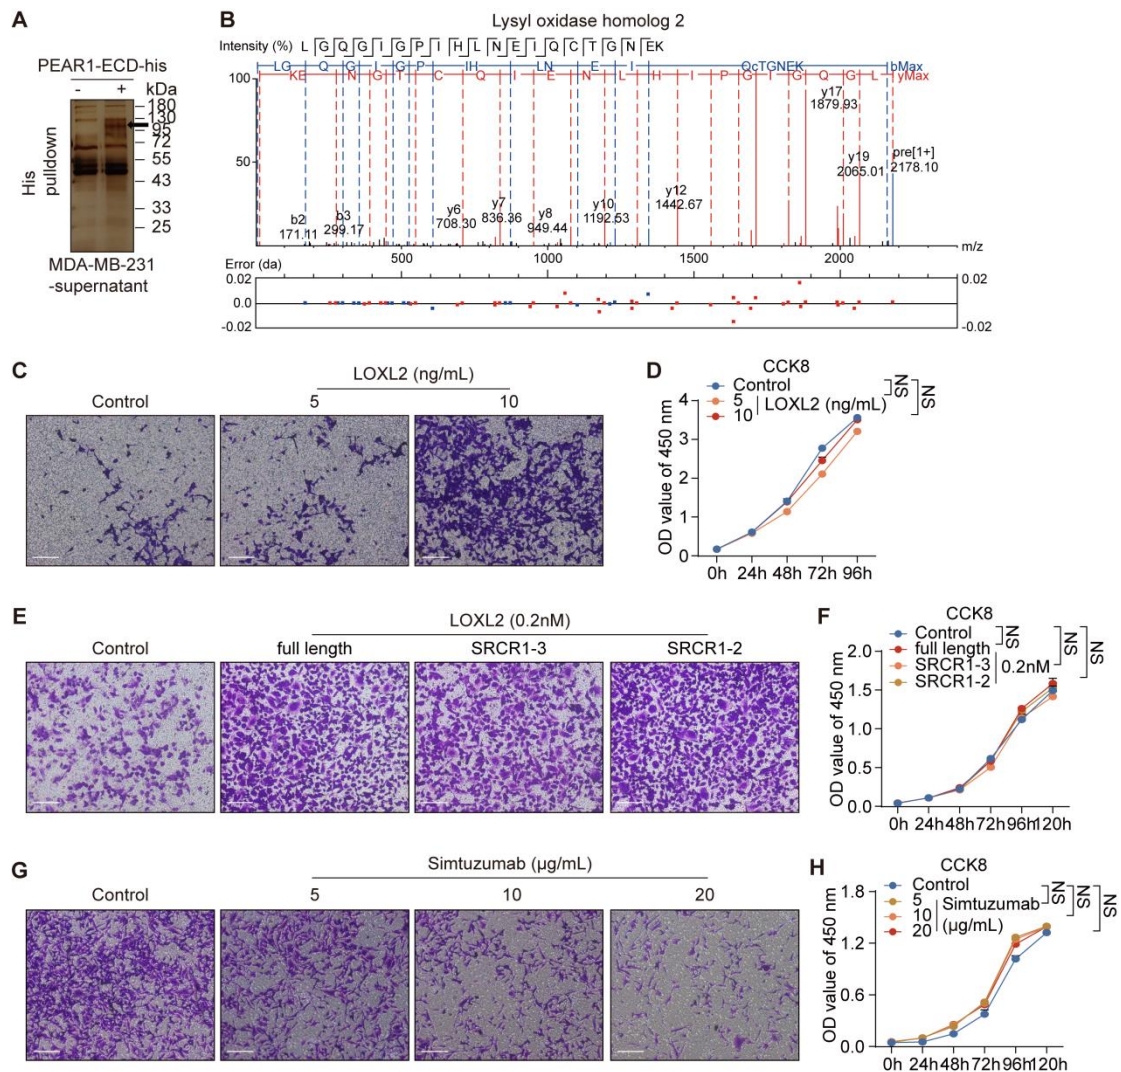 A
PEAR1-ECD-his
- + kDa
180
130
95
72
55
43
33
25
His pulldown
MDA-MB-231
-supernatant
B
Lysyl oxidase homolog 2
Intensity (%)
L G Q G I G P I H L N E I Q C T G N E K
LG Q G I G P IH LN E I QcTGNEK bMax
KE N G T C Q I E N L H I P G I G Q G L yMax
100
50
y17
1879.93
pre[1+]
2178.10
y19
2065.01
y12
1442.67
y10
1192.53
y8
949.44
y7
836.36
y6
708.30
b3
299.17
b2
171.11
500 1000 1500 2000 m/z
Error (da)
0.02 0.02
0.0 0.0
-0.02 -0.02
C
LOXL2 (ng/mL)
Control 5 10
D
CCK8
Control
5
10
LOXL2 (ng/mL)
NS
NS
OD value of 450 nm
4
3
2
1
0
0h 24h 48h 72h 96h
E
LOXL2 (0.2nM)
Control full length SRCR1-3 SRCR1-2
F
CCK8
Control
full length
SRCR1-3
SRCR1-2
0.2nM
NS
NS
NS
OD value of 450 nm
2.0
1.5
1.0
0.5
0.0
0h 24h 48h 72h 96h 120h
G
Simtuzumab (µg/mL)
Control 5 10 20
H
CCK8
Control
5
10
20
Simtuzumab
(µg/mL)
NS
NS
NS
OD value of 450 nm
1.8
1.2
0.6
0.0
0h 24h 48h 72h 96h 120h